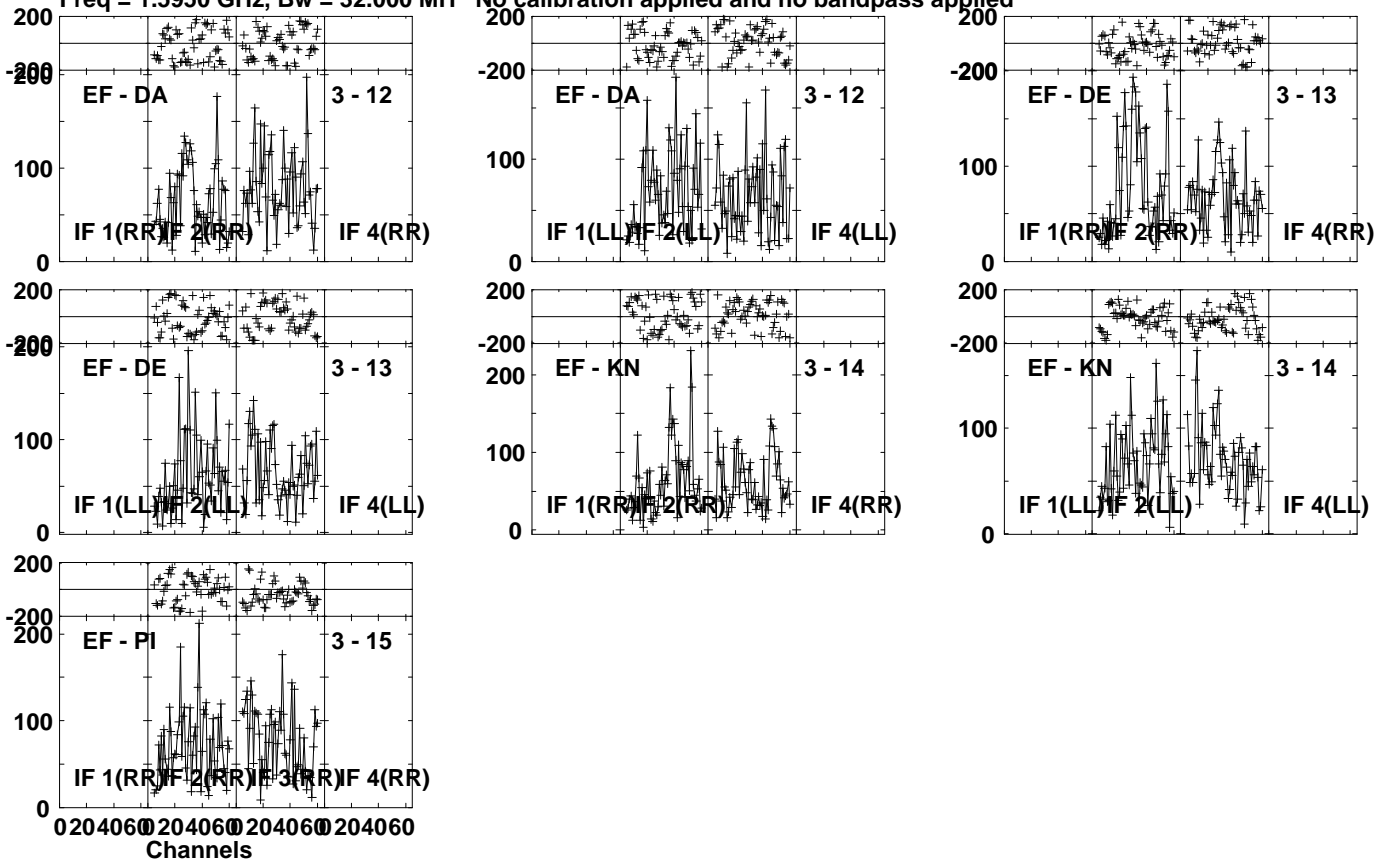 Freq = 1.5950 GHz, Bw = 32.000 MH No calibration applied and no bandpass applied
200
-200
200
100
0
EF - DA
3 - 12
IF 1(RR)
IF 2(RR)
IF 4(RR)
200
-200
100
0
EF - DA
3 - 12
IF 1(LL)
IF 2(LL)
IF 4(LL)
200
-200
100
0
EF - DE
3 - 13
IF 1(RR)
IF 2(RR)
IF 4(RR)
200
-200
200
100
0
EF - DE
3 - 13
IF 1(LL)
IF 2(LL)
IF 4(LL)
200
-200
200
100
0
EF - KN
3 - 14
IF 1(RR)
IF 2(RR)
IF 4(RR)
200
-200
100
0
EF - KN
3 - 14
IF 1(LL)
IF 2(LL)
IF 4(LL)
200
-200
200
100
0
EF - PI
3 - 15
IF 1(RR)
IF 2(RR)
IF 3(RR)
IF 4(RR)
0 20 40 60 0 20 40 60 0 20 40 60 0 20 40 60
Channels